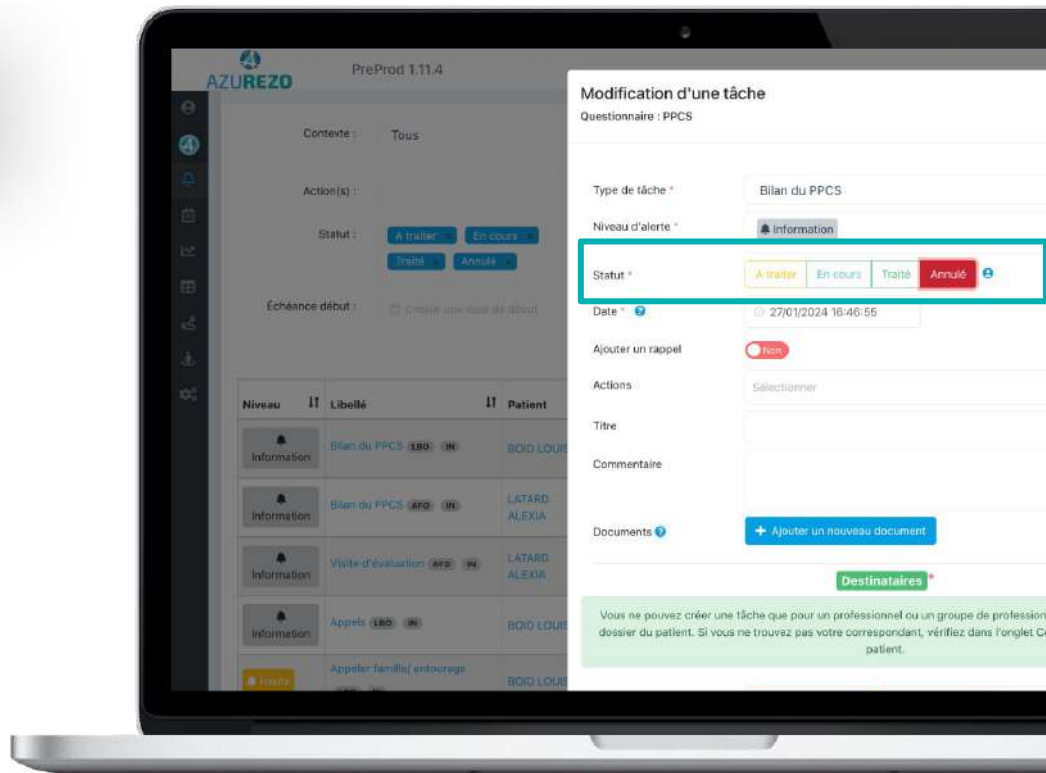 AZUREZO
PreProd 1.11.4
Contexte :
Tous
Action(s) :
Statut :
A traiter ×
En cours ×
Traité ×
Annulé ×
Échéance début :
Choisir une date de début
Niveau
Libellé
Patient
Information
Bilan du PPCS LBO IN
BOID LOUIS
Information
Bilan du PPCS AFO IN
LATARD
ALEXIA
Information
Visite d'évaluation AFO IN
LATARD
ALEXIA
Information
Appels LBO IN
BOID LOUIS
Haute
Appeler famille/ entourage
BOID LOUIS
Modification d'une tâche
Questionnaire : PPCS
Type de tâche *
Bilan du PPCS
Niveau d'alerte *
Information
Statut *
A traiter
En cours
Traité
Annulé
Date *
27/01/2024 16:46:55
Ajouter un rappel
Non
Actions
Sélectionner
Titre
Commentaire
Documents
+ Ajouter un nouveau document
Destinataires *
Vous ne pouvez créer une tâche que pour un professionnel ou un groupe de profession
dossier du patient. Si vous ne trouvez pas votre correspondant, vérifiez dans l'onglet C
patient.